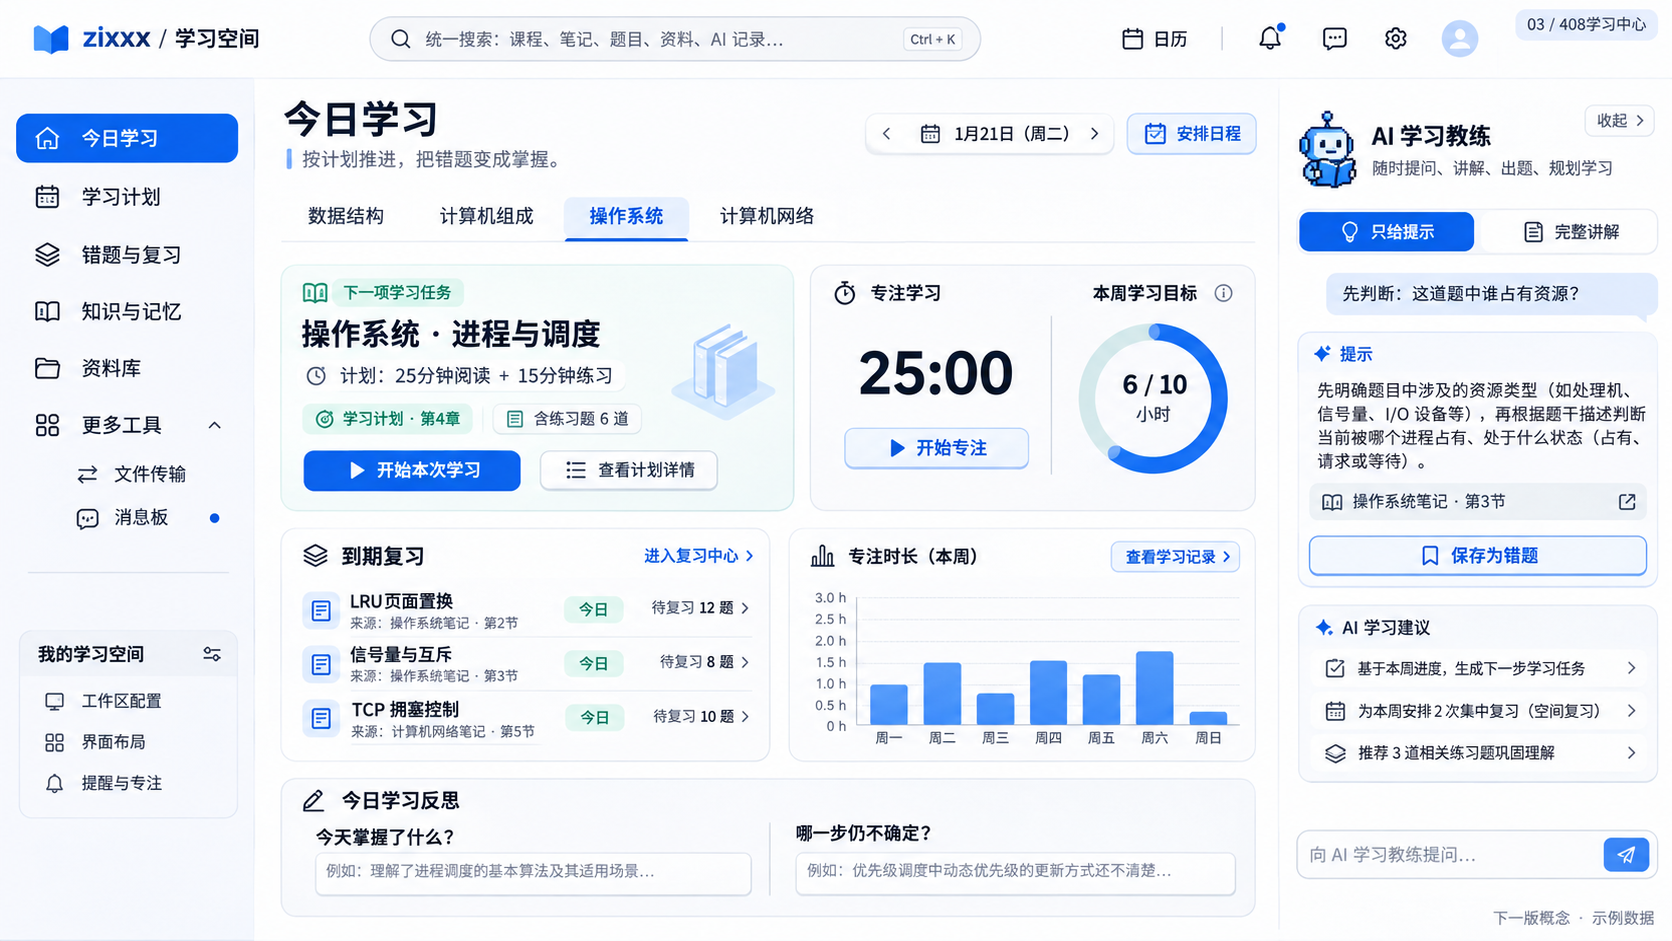 zixxx / 学习空间
统一搜索：课程、笔记、题目、资料、AI 记录...
Ctrl + K
日历
03 / 408学习中心
今日学习
学习计划
错题与复习
知识与记忆
资料库
更多工具
文件传输
消息板
我的学习空间
工作区配置
界面布局
提醒与专注
今日学习
按计划推进，把错题变成掌握。
1月21日（周二）
安排日程
数据结构
计算机组成
操作系统
计算机网络
下一项学习任务
操作系统 · 进程与调度
计划：25分钟阅读 + 15分钟练习
学习计划 · 第4章
含练习题 6 道
开始本次学习
查看计划详情
专注学习
25:00
开始专注
本周学习目标
6 / 10
小时
到期复习
进入复习中心
LRU页面置换
来源：操作系统笔记 · 第2节
今日
待复习 12 题
信号量与互斥
来源：操作系统笔记 · 第3节
今日
待复习 8 题
TCP 拥塞控制
来源：计算机网络笔记 · 第5节
今日
待复习 10 题
专注时长（本周）
查看学习记录
3.0 h
2.5 h
2.0 h
1.5 h
1.0 h
0.5 h
0 h
周一 周二 周三 周四 周五 周六 周日
今日学习反思
今天掌握了什么？
例如：理解了进程调度的基本算法及其适用场景...
哪一步仍不确定？
例如：优先级调度中动态优先级的更新方式还不清楚...
AI 学习教练
随时提问、讲解、出题、规划学习
收起
只给提示
完整讲解
先判断：这道题中谁占有资源？
提示
先明确题目中涉及的资源类型（如处理机、
信号量、I/O 设备等），再根据题干描述判断
当前被哪个进程占有、处于什么状态（占有、
请求或等待）。
操作系统笔记 · 第3节
保存为错题
AI 学习建议
基于本周进度，生成下一步学习任务
为本周安排 2 次集中复习（空间复习）
推荐 3 道相关练习题巩固理解
向 AI 学习教练提问...
下一版概念 · 示例数据